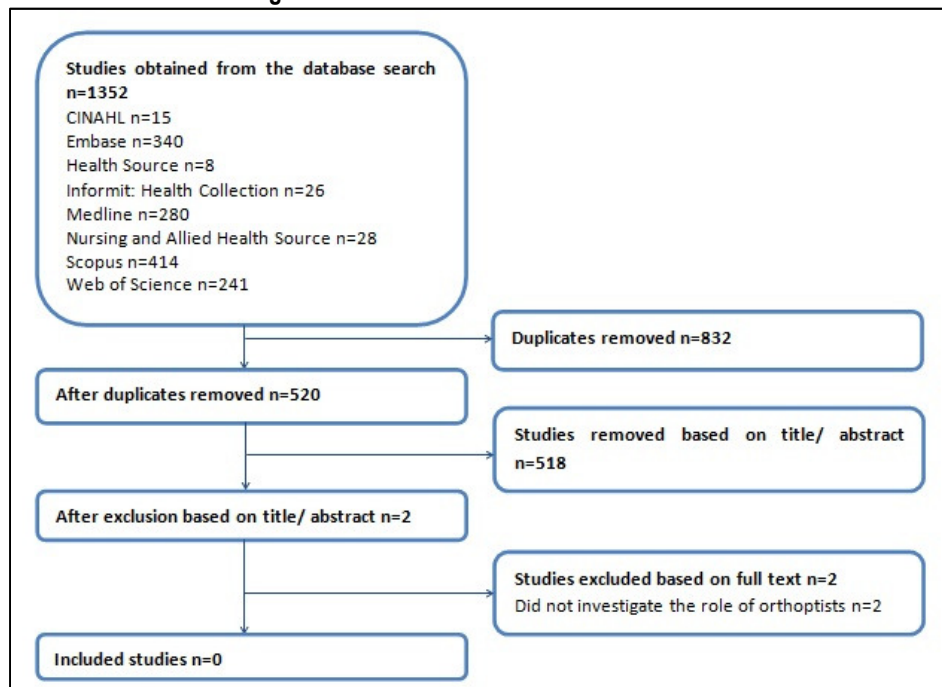 Studies obtained from the database search
n=1352
CINAHL n=15
Embase n=340
Health Source n=8
Informit: Health Collection n=26
Medline n=280
Nursing and Allied Health Source n=28
Scopus n=414
Web of Science n=241
Duplicates removed n=832
After duplicates removed n=520
Studies removed based on title/ abstract
n=518
After exclusion based on title/ abstract n=2
Studies excluded based on full text n=2
Did not investigate the role of orthoptists n=2
Included studies n=0